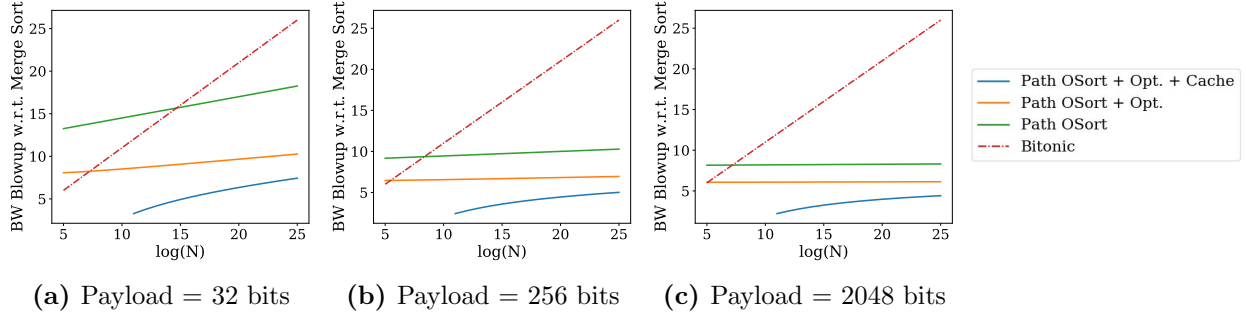 BW Blowup w.r.t. Merge Sort
25
20
15
10
5
5 10 15 20 25
log(N)
(a) Payload = 32 bits
BW Blowup w.r.t. Merge Sort
25
20
15
10
5
5 10 15 20 25
log(N)
(b) Payload = 256 bits
BW Blowup w.r.t. Merge Sort
25
20
15
10
5
5 10 15 20 25
log(N)
(c) Payload = 2048 bits
Path OSort + Opt. + Cache
Path OSort + Opt.
Path OSort
Bitonic